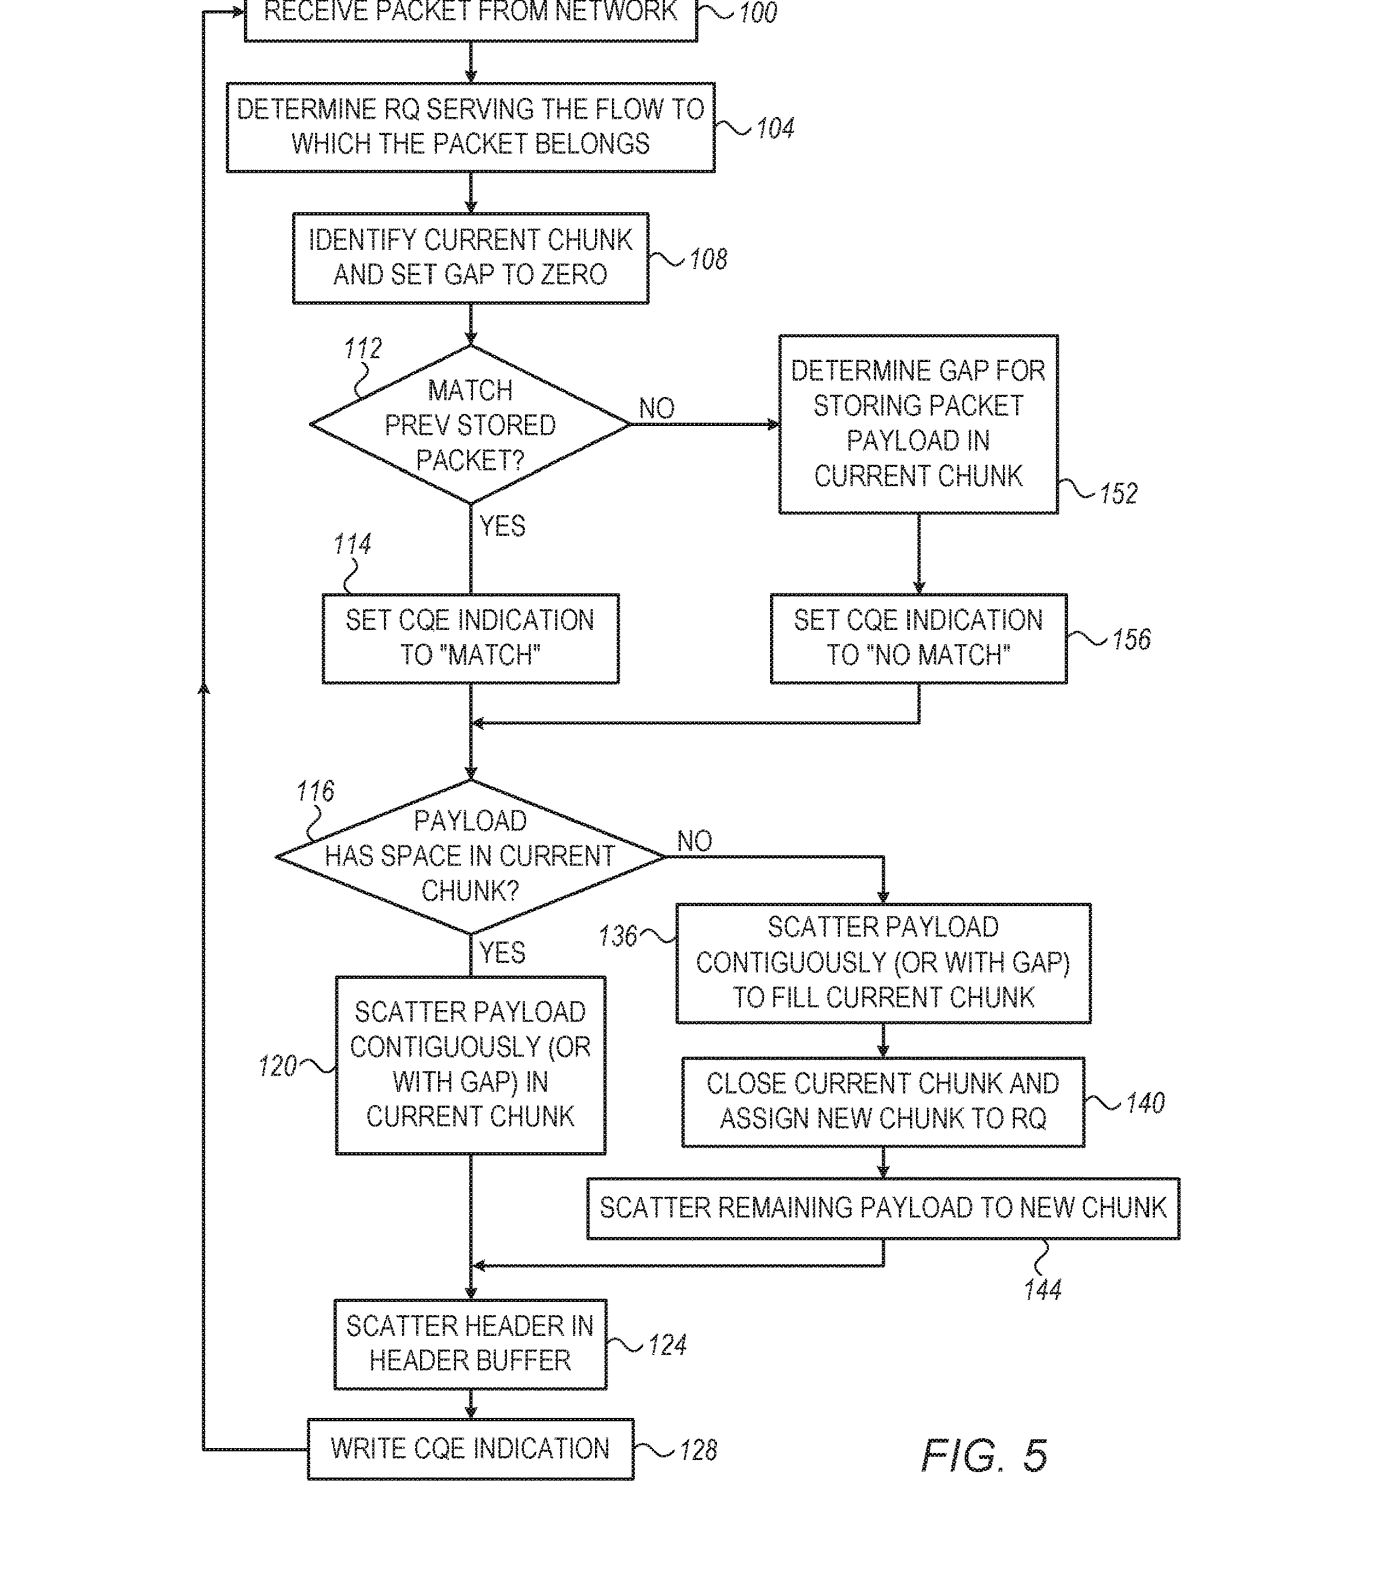 RECEIVE PACKET FROM NETWORK
100
DETERMINE RQ SERVING THE FLOW TO
WHICH THE PACKET BELONGS
104
IDENTIFY CURRENT CHUNK
AND SET GAP TO ZERO
108
112
MATCH
PREV STORED
PACKET?
NO
YES
DETERMINE GAP FOR
STORING PACKET
PAYLOAD IN
CURRENT CHUNK
152
114
SET CQE INDICATION
TO "MATCH"
SET CQE INDICATION
TO "NO MATCH"
156
116
PAYLOAD
HAS SPACE IN CURRENT
CHUNK?
NO
YES
136
SCATTER PAYLOAD
CONTIGUOUSLY (OR WITH GAP)
TO FILL CURRENT CHUNK
120
SCATTER PAYLOAD
CONTIGUOUSLY (OR
WITH GAP) IN
CURRENT CHUNK
CLOSE CURRENT CHUNK AND
ASSIGN NEW CHUNK TO RQ
140
SCATTER REMAINING PAYLOAD TO NEW CHUNK
144
SCATTER HEADER IN
HEADER BUFFER
124
WRITE CQE INDICATION
128
FIG. 5